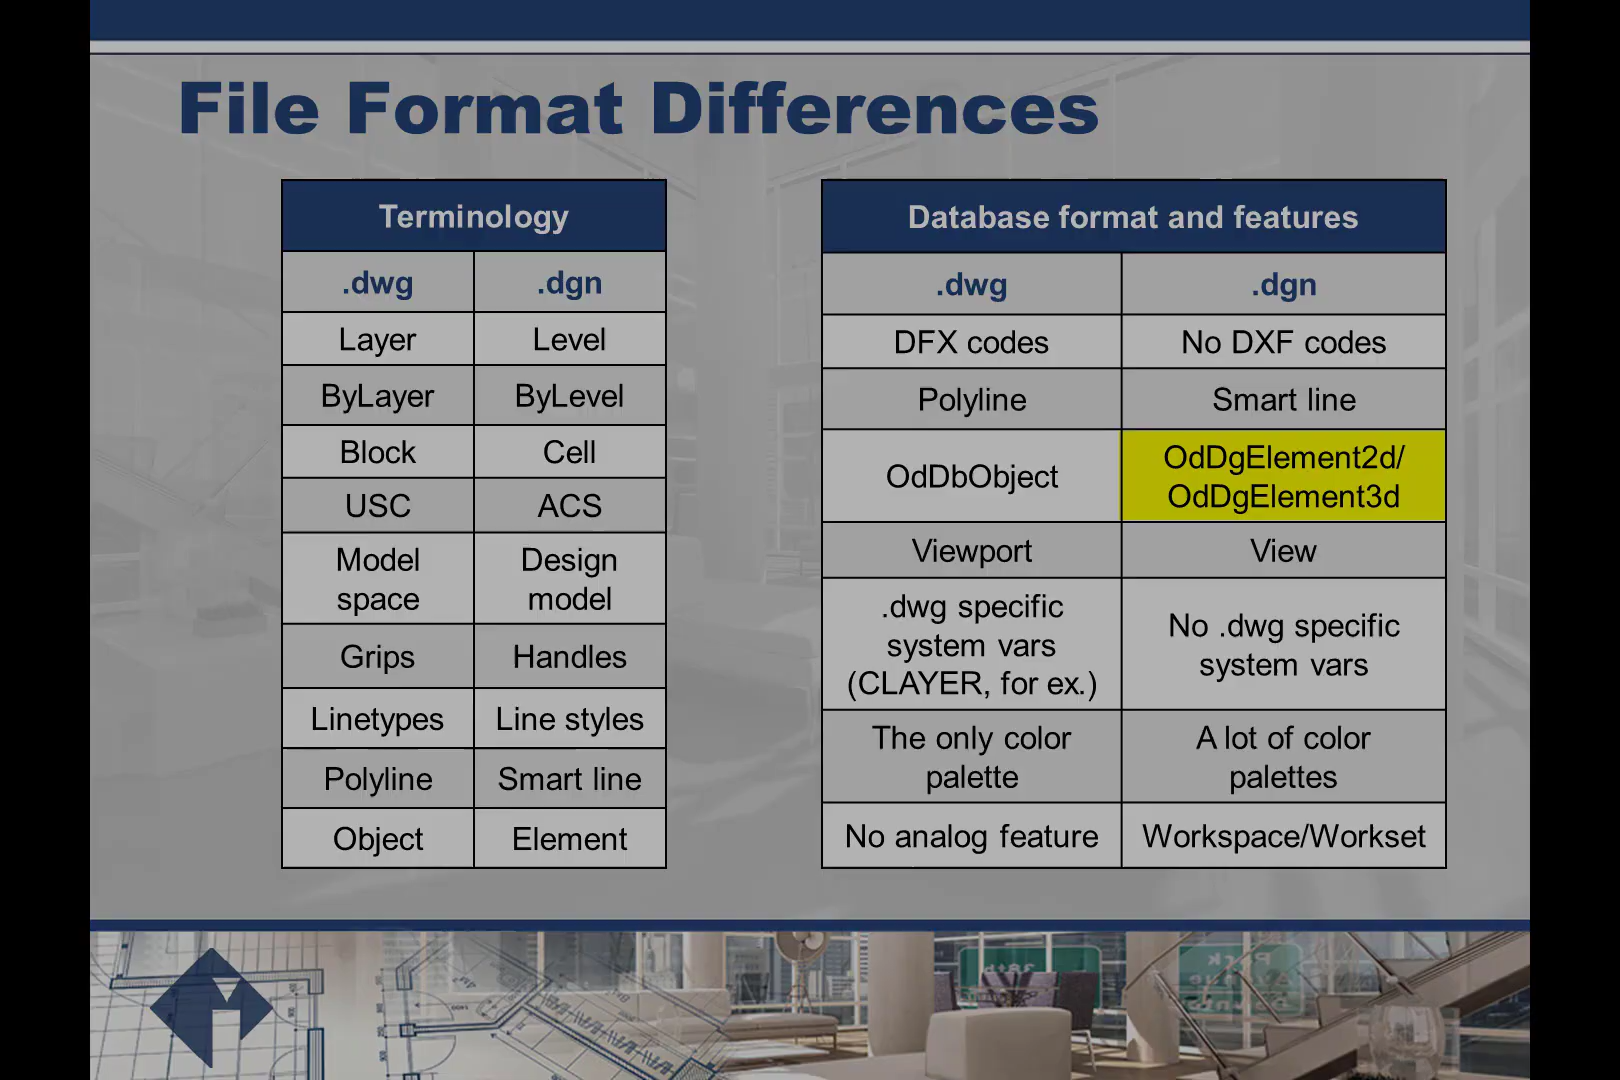 File Format Differences
Terminology
.dwg .dgn
Layer Level
ByLayer ByLevel
Block Cell
USC ACS
Model space Design model
Grips Handles
Linetypes Line styles
Polyline Smart line
Object Element
Database format and features
.dwg .dgn
DFX codes No DXF codes
Polyline Smart line
OdDbObject OdDgElement2d/ OdDgElement3d
Viewport View
.dwg specific system vars (CLAYER, for ex.) No .dwg specific system vars
The only color palette A lot of color palettes
No analog feature Workspace/Workset